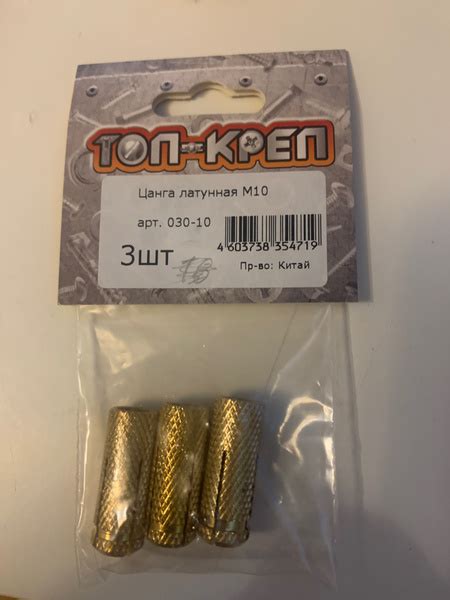 ТОП-КРЕП
Цанга латунная М10
арт. 030-10
4 603738 354719
3шт
Пр-во: Китай